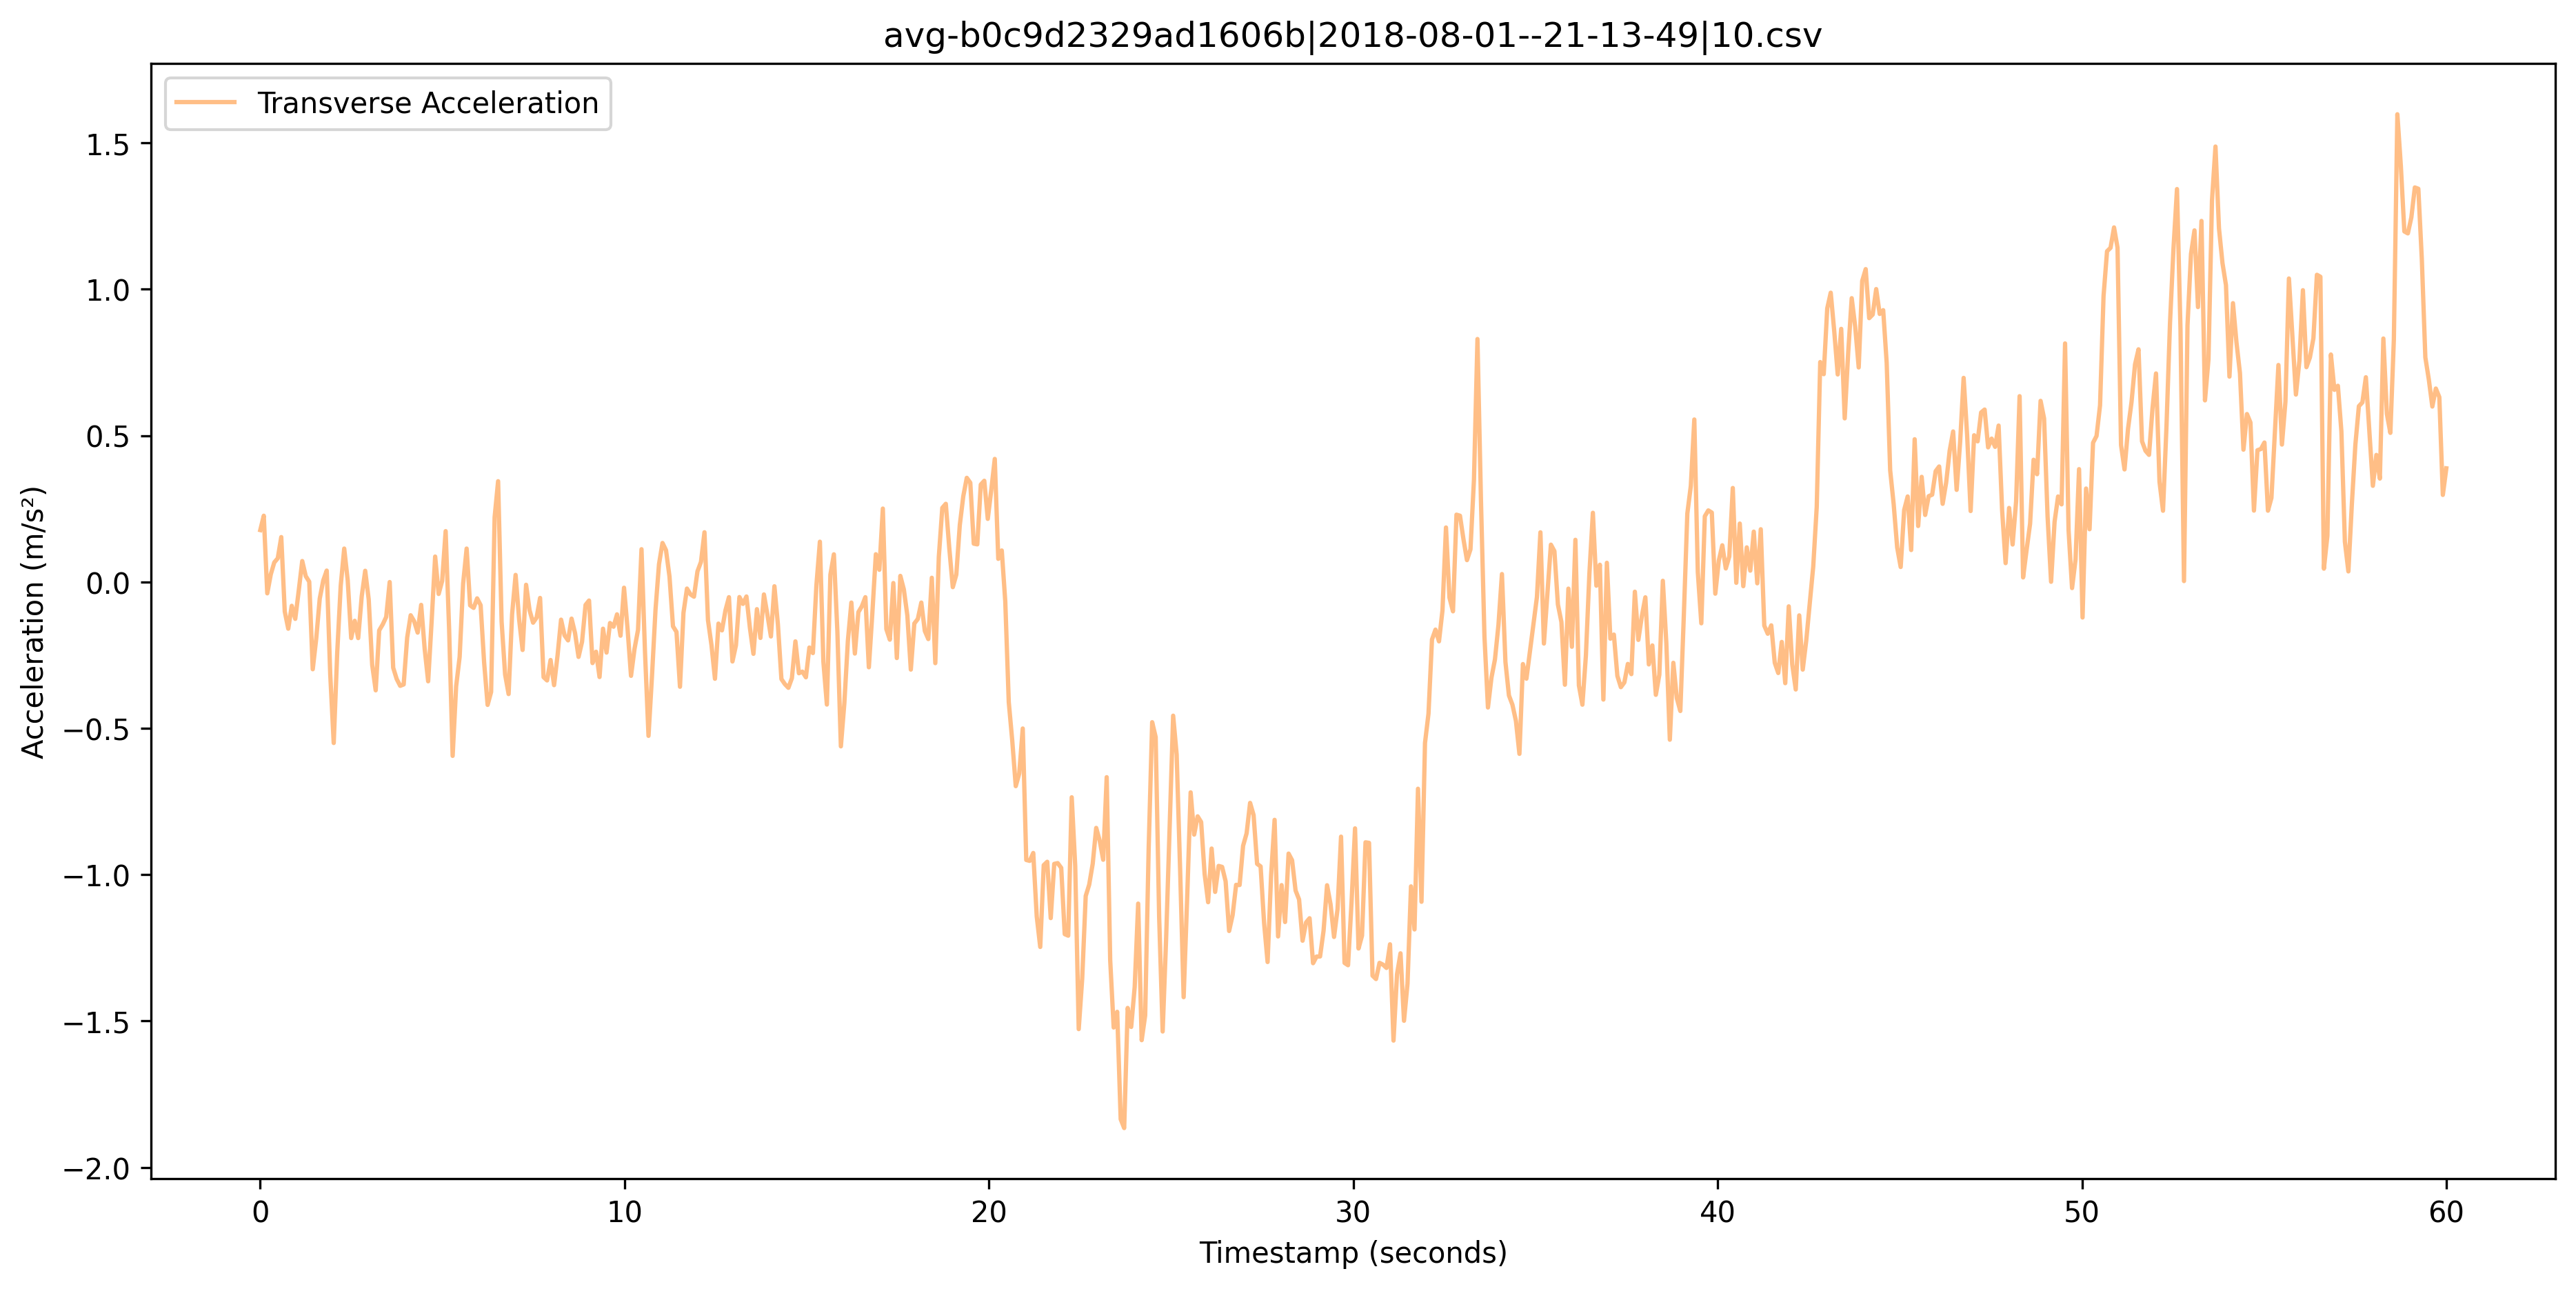 avg-b0c9d2329ad1606b|2018-08-01--21-13-49|10.csv
Transverse Acceleration
1.5
1.0
0.5
0.0
−0.5
−1.0
−1.5
−2.0
Acceleration (m/s²)
0 10 20 30 40 50 60
Timestamp (seconds)